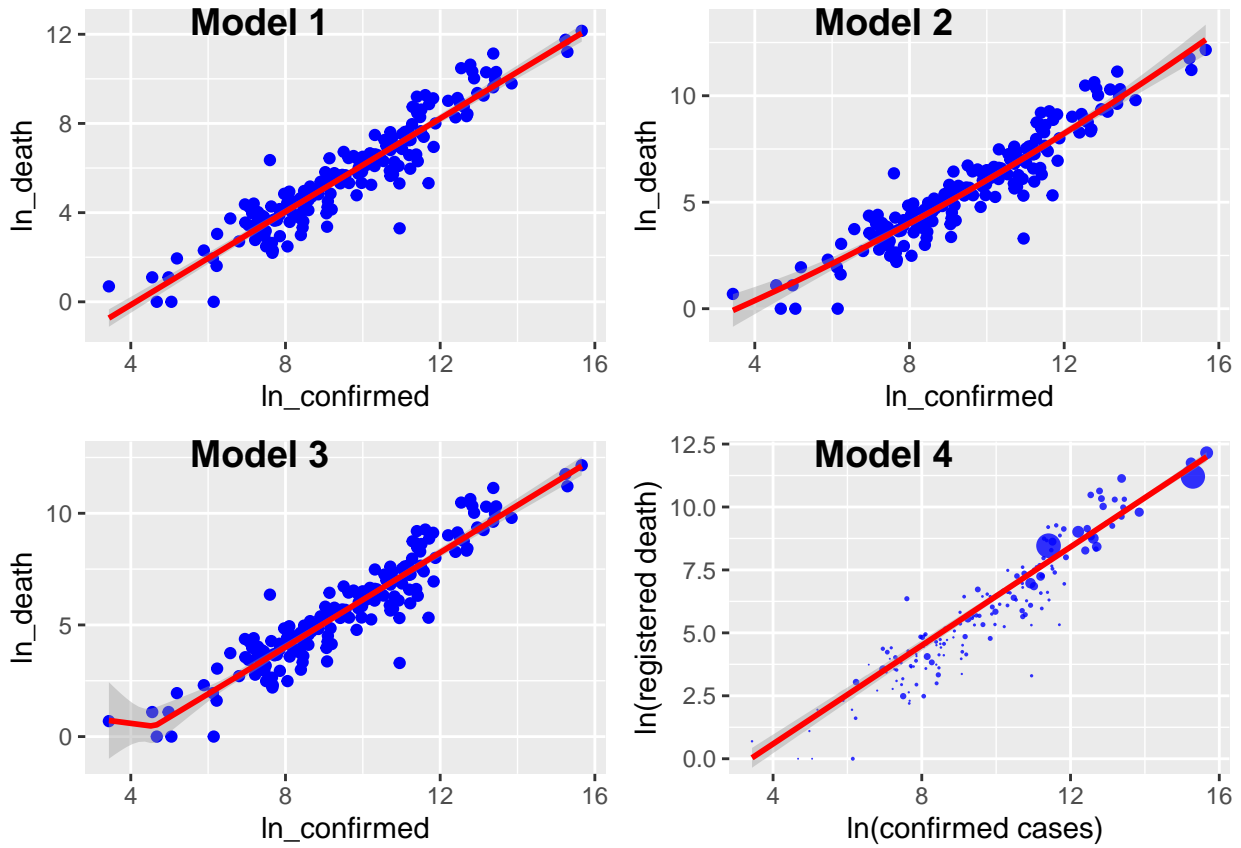 Model 1
ln_death
12
8
4
0
4
8
12
16
ln_confirmed
Model 2
ln_death
10
5
0
4
8
12
16
ln_confirmed
Model 3
ln_death
10
5
0
4
8
12
16
ln_confirmed
Model 4
ln(registered death)
12.5
10.0
7.5
5.0
2.5
0.0
4
8
12
16
ln(confirmed cases)